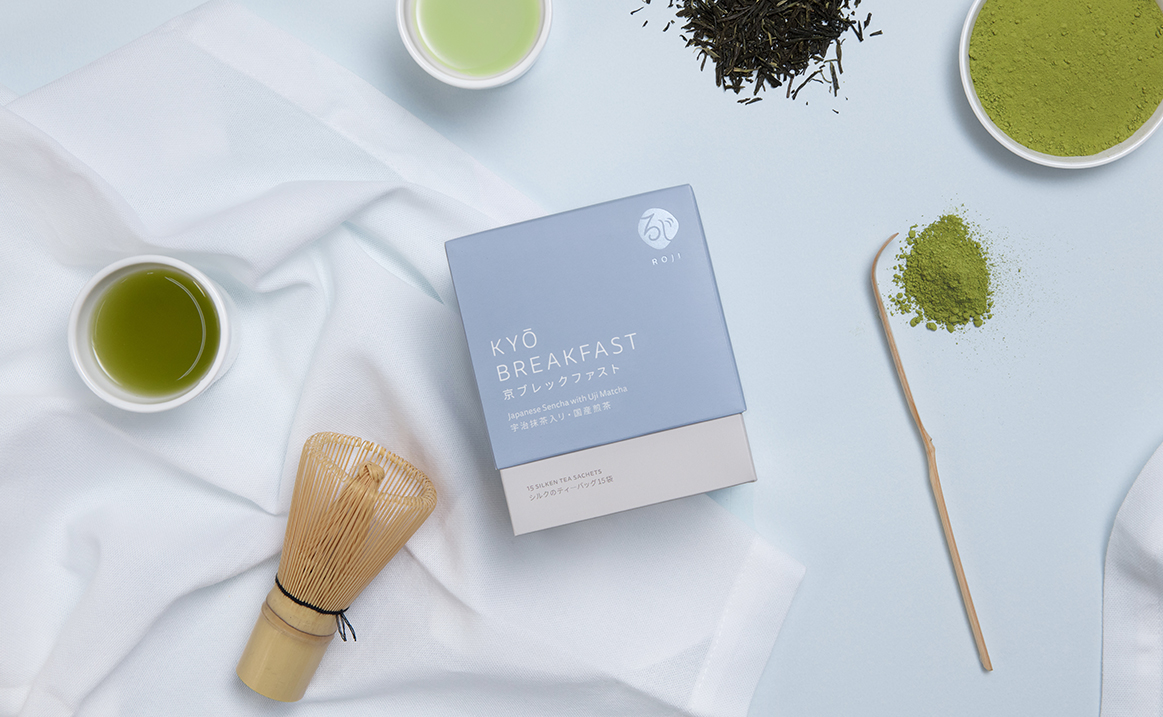 るじ
ROJI
KYŌ
BREAKFAST
京ブレックファスト
Japanese Sencha with Uji Matcha
宇治抹茶入り・国産煎茶
15 SILKEN TEA SACHETS
シルクのティーバッグ15袋